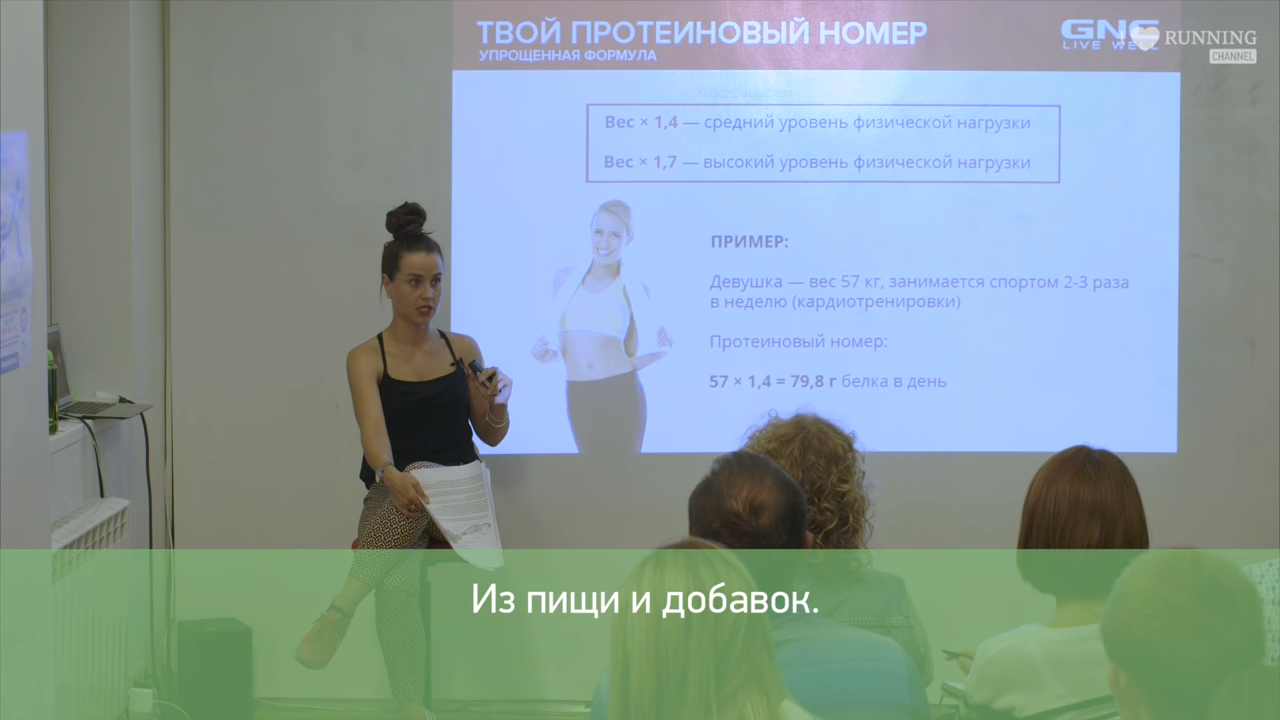 ТВОЙ ПРОТЕИНОВЫЙ НОМЕР
УПРОЩЕННАЯ ФОРМУЛА
GNC
LIVE WELL
I RUNNING
CHANNEL
Вес × 1,4 — средний уровень физической нагрузки
Вес × 1,7 — высокий уровень физической нагрузки
ПРИМЕР:
Девушка — вес 57 кг, занимается спортом 2-3 раза
в неделю (кардиотренировки)
Протеиновый номер:
57 × 1,4 = 79,8 г белка в день
Из пищи и добавок.